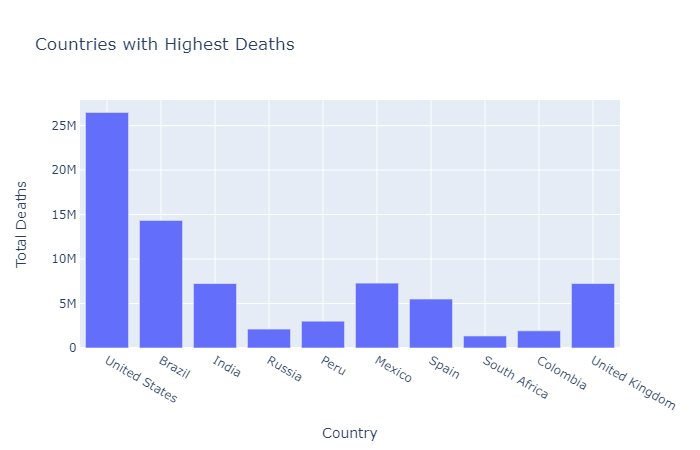 Countries with Highest Deaths
Total Deaths
25M
20M
15M
10M
5M
0
United States
Brazil
India
Russia
Peru
Mexico
Spain
South Africa
Colombia
United Kingdom
Country